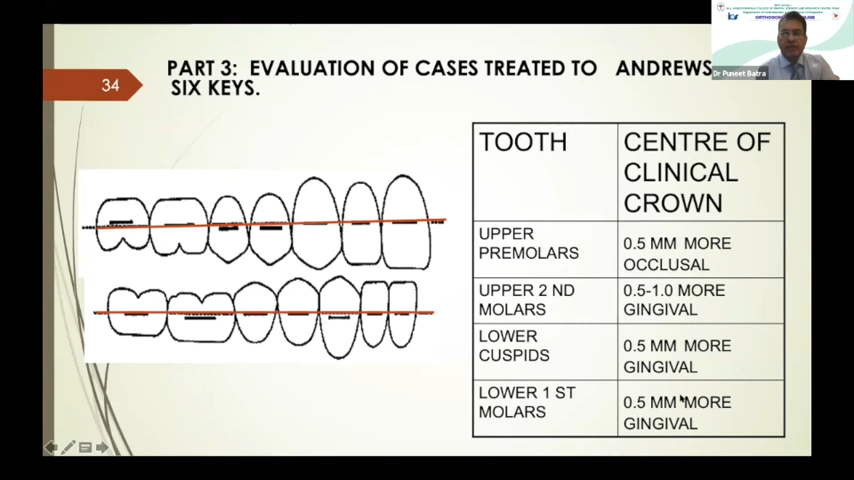 34
PART 3: EVALUATION OF CASES TREATED TO ANDREWS
SIX KEYS.
TOOTH
CENTRE OF
CLINICAL
CROWN
UPPER
PREMOLARS
0.5 MM MORE
OCCLUSAL
UPPER 2 ND
MOLARS
0.5-1.0 MORE
GINGIVAL
LOWER
CUSPIDS
0.5 MM MORE
GINGIVAL
LOWER 1 ST
MOLARS
0.5 MM MORE
GINGIVAL
Dr Puneet Batra